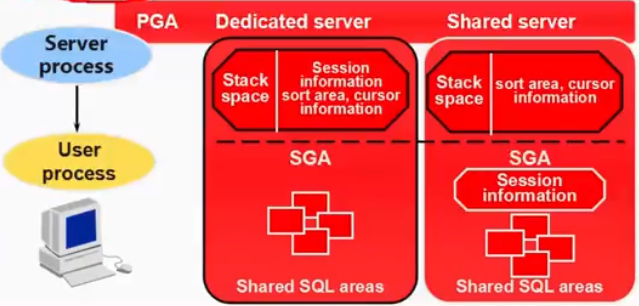 PGA
Dedicated server
Shared server
Server
process
User
process
Stack
space
Session
information
sort area, cursor
information
SGA
Shared SQL areas
Stack
space
sort area, cursor
information
SGA
Session
information
Shared SQL areas